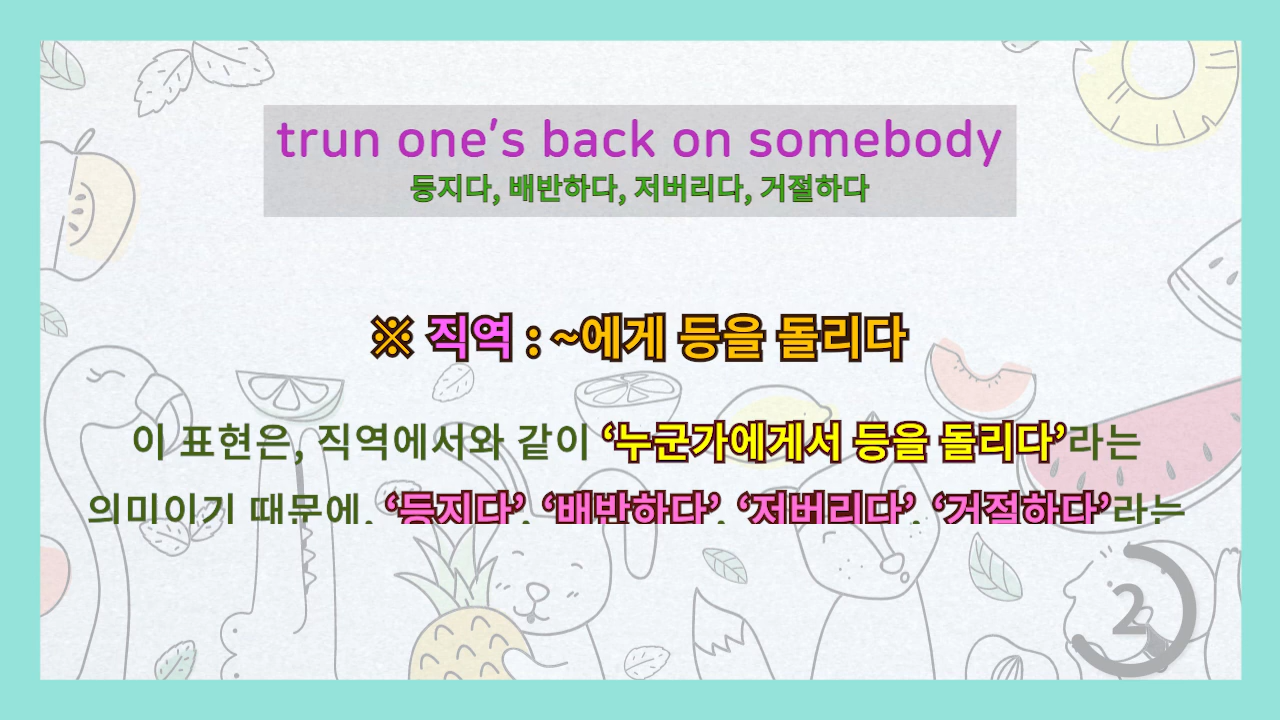 trun one's back on somebody
등지다, 배반하다, 저버리다, 거절하다
※ 직역 : ~에게 등을 돌리다
이 표현은, 직역에서와 같이 ‘누군가에게서 등을 돌리다’라는
의미이기 때문에, ‘등지다’, ‘배반하다’, ‘저버리다’, ‘거절하다’라는
2